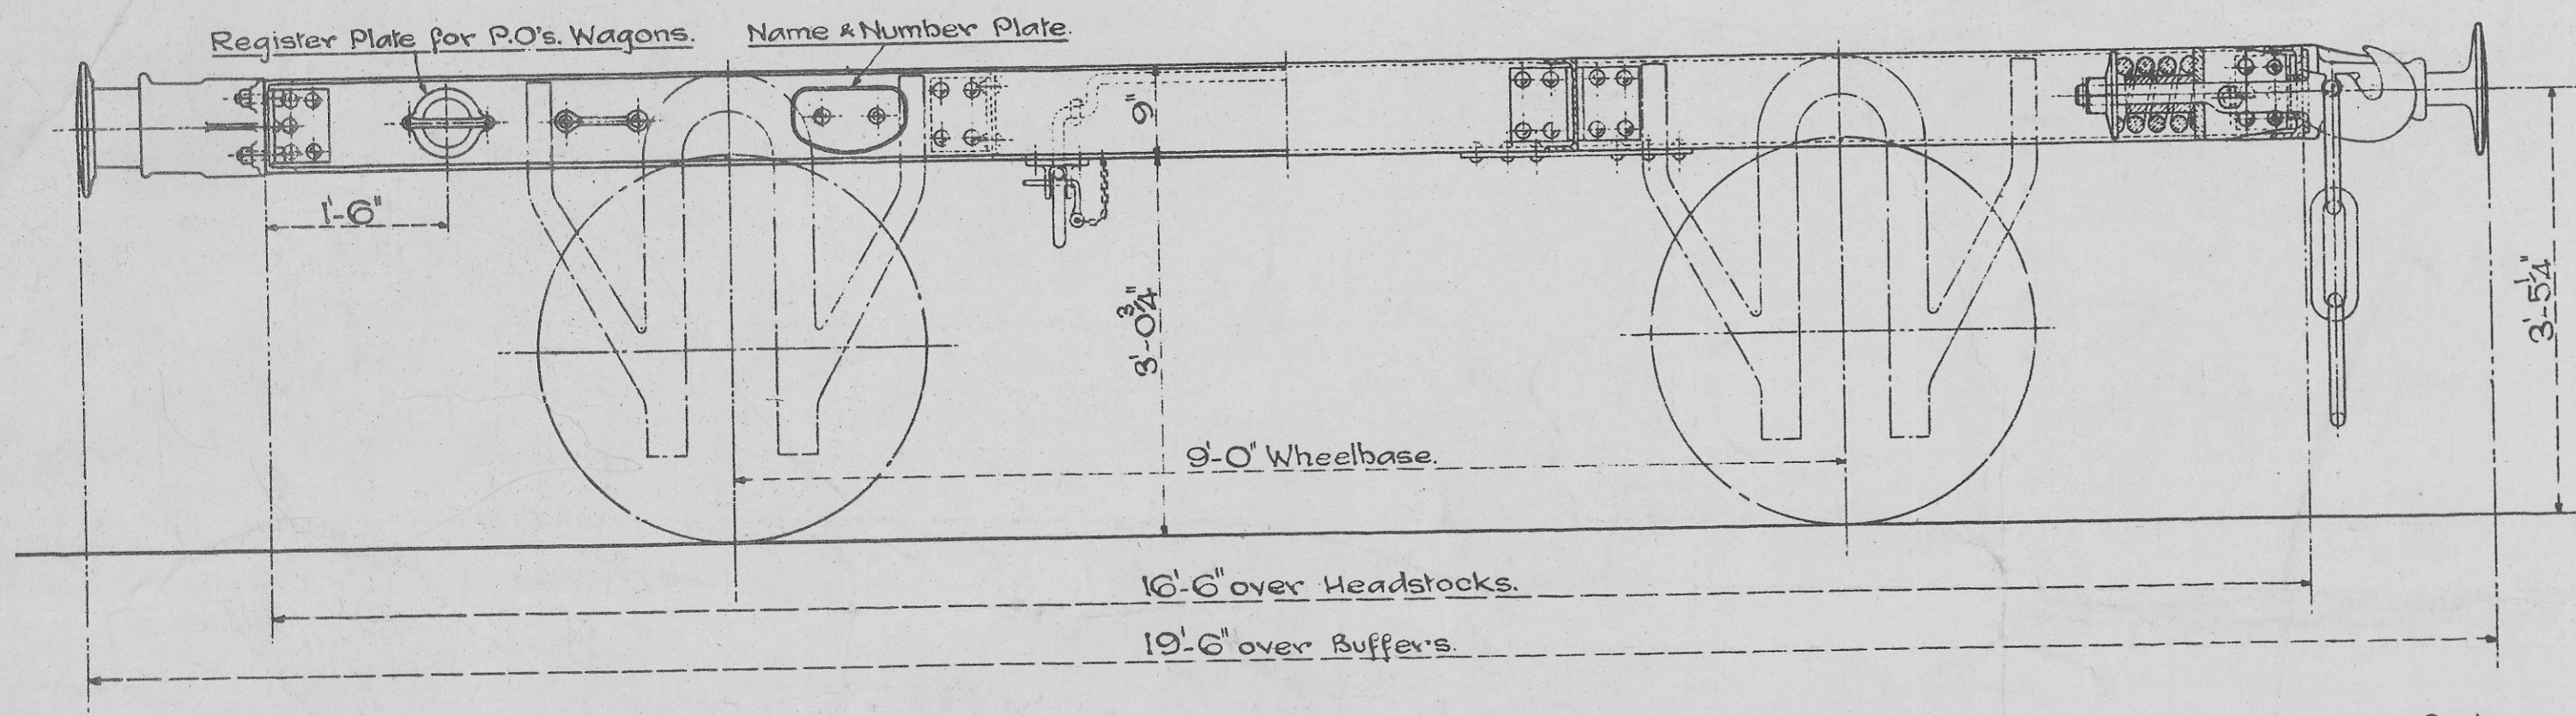 Register Plate for P.O's. Wagons.
Name & Number Plate.
9"
1'-6"
3'-0¾"
3'-5¼"
9'-0" Wheelbase.
16'-6" over Headstocks.
19'-6" over Buffers.